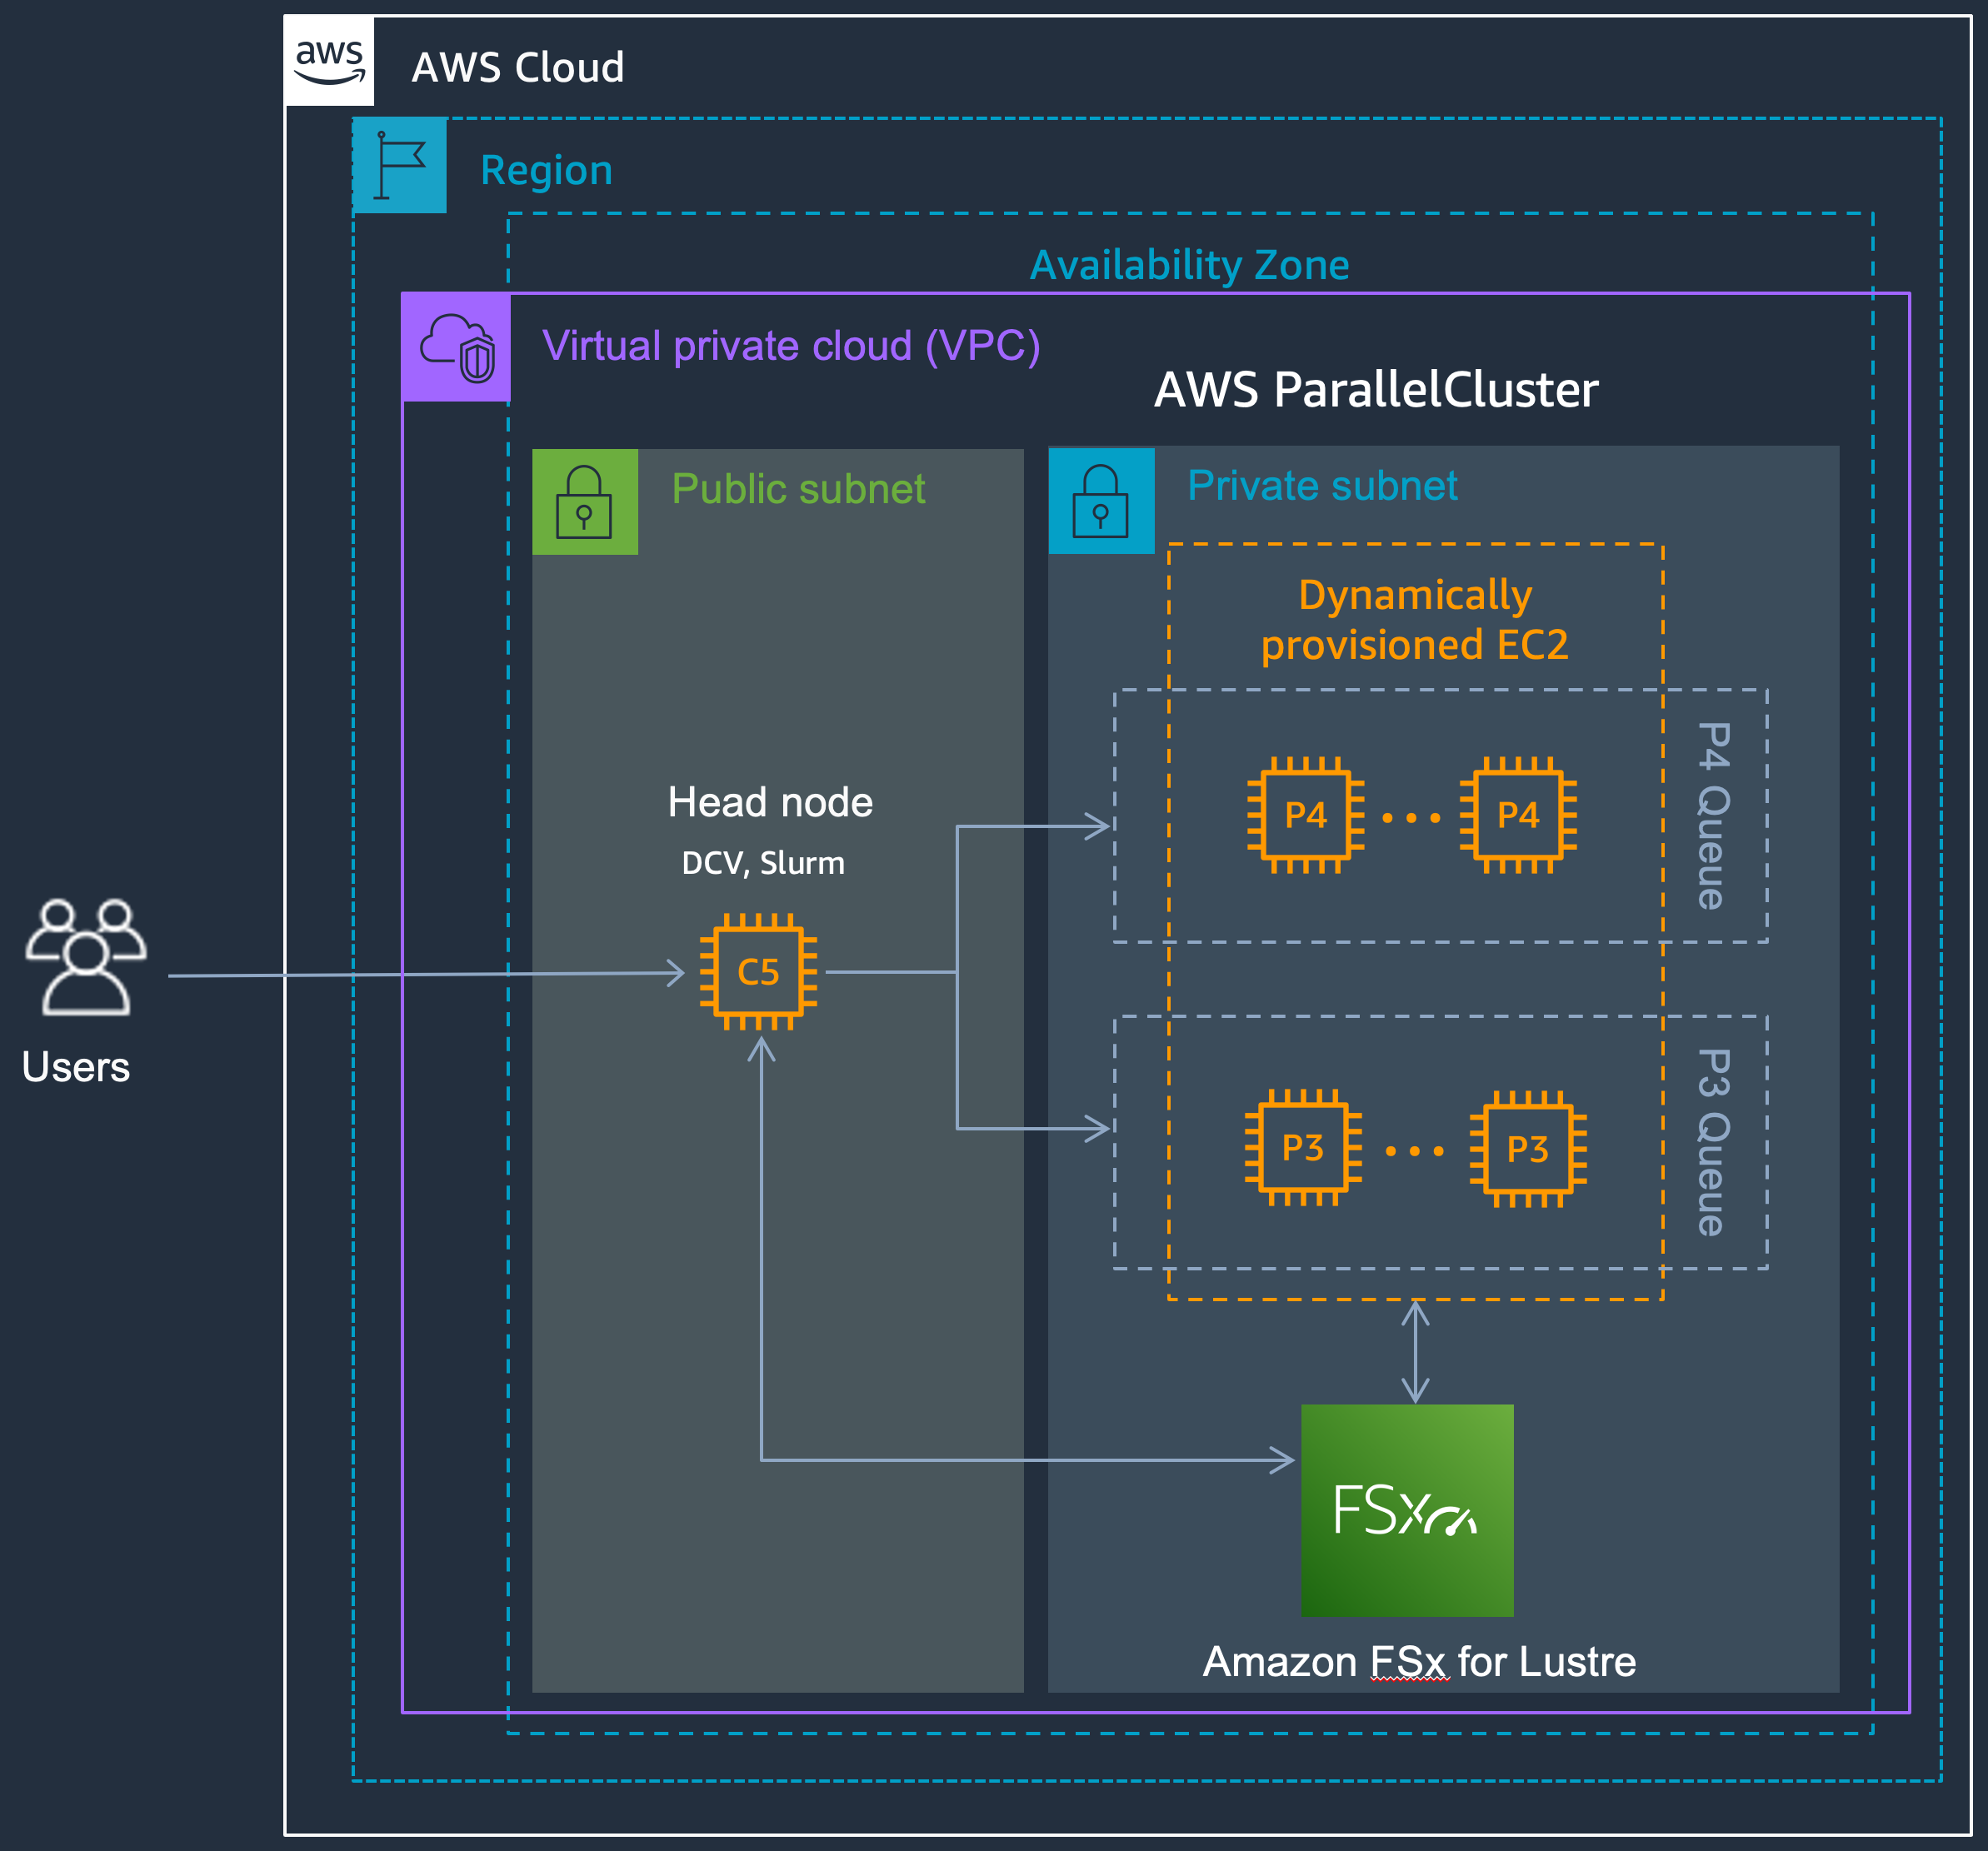 aws
AWS Cloud
Region
Availability Zone
Virtual private cloud (VPC)
AWS ParallelCluster
Public subnet
Private subnet
Dynamically
provisioned EC2
P4 Queue
P4 ... P4
Head node
DCV, Slurm
C5
Users
P3 Queue
P3 ... P3
FSx
Amazon FSx for Lustre